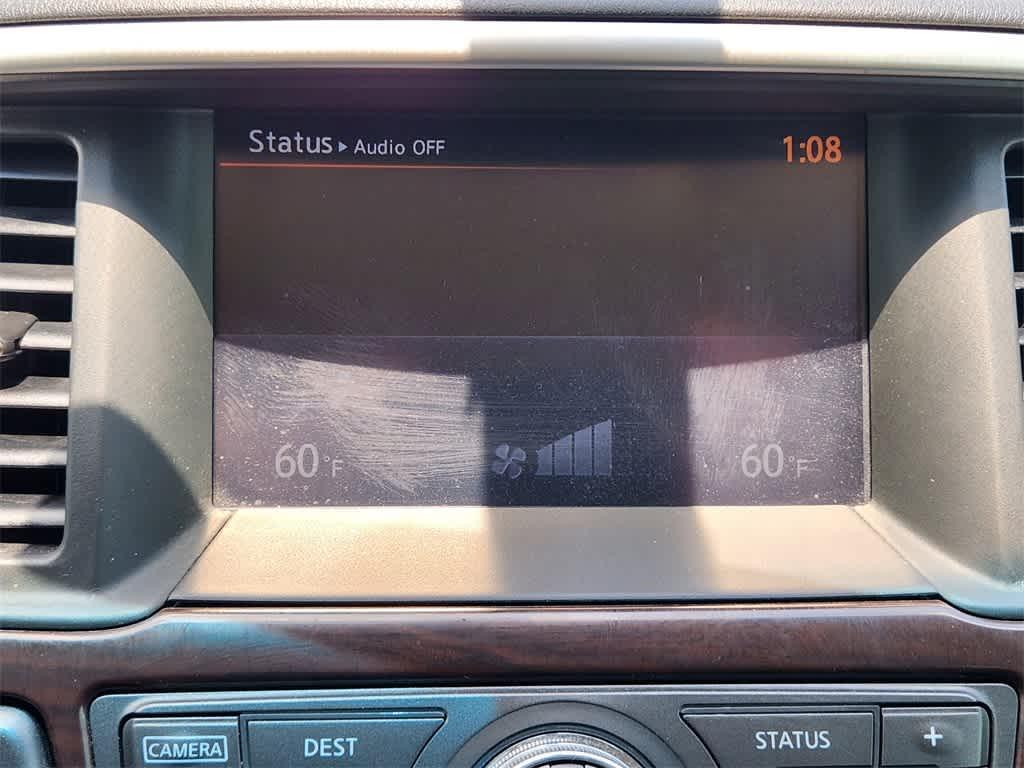 Status ▸ Audio OFF 1:08
60°F 60°F
CAMERA DEST STATUS +